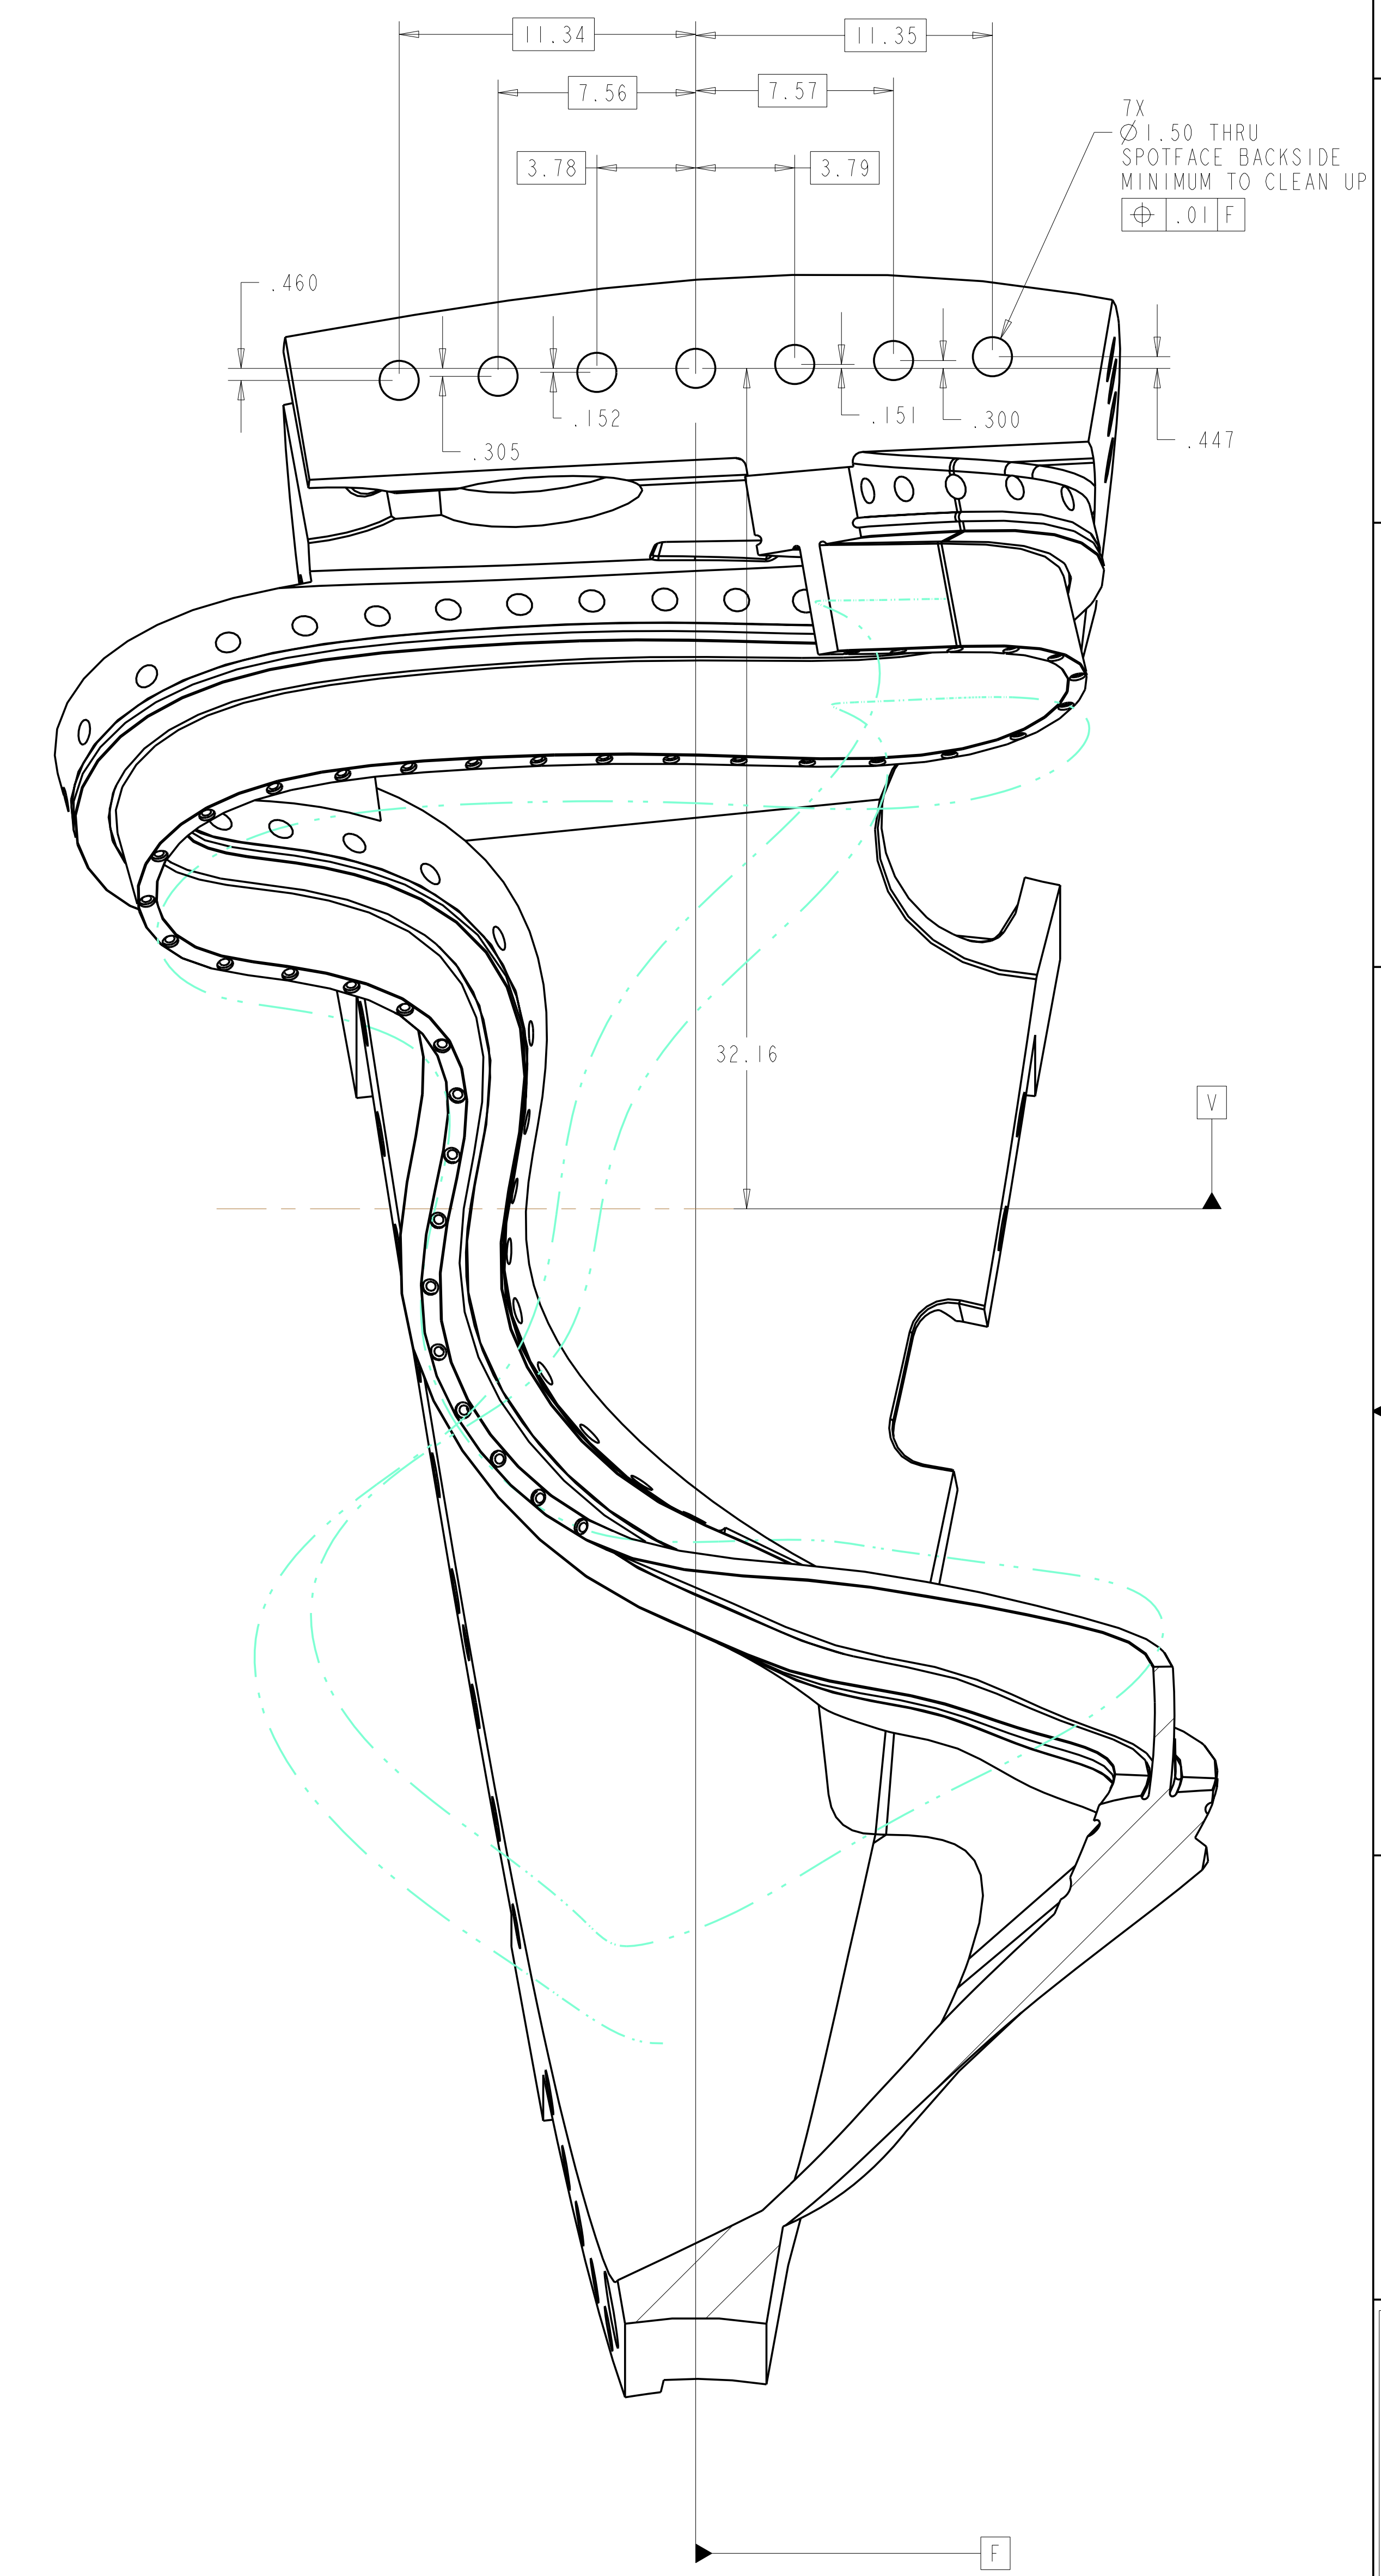 11.34
11.35
7.56
7.57
3.78
3.79
7X
⌀1.50 THRU
SPOTFACE BACKSIDE
MINIMUM TO CLEAN UP
⌖ .01 F
.460
.152
.151
.300
.305
.447
32.16
V
F